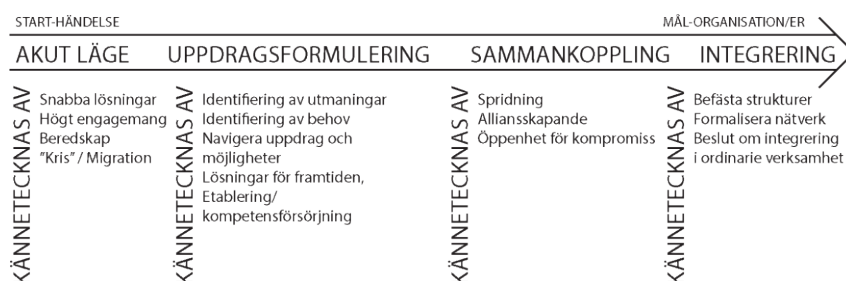 START-HÄNDELSE
MÅL-ORGANISATION/ER
AKUT LÄGE
UPPDRAGSFORMULERING
SAMMANKOPPLING
INTEGRERING
KÄNNETECKNAS AV
Snabba lösningar
Högt engagemang
Beredskap
"Kris" / Migration
KÄNNETECKNAS AV
Identifiering av utmaningar
Identifiering av behov
Navigera uppdrag och
möjligheter
Lösningar för framtiden,
Etablering/
kompetensförsörjning
KÄNNETECKNAS AV
Spridning
Alliansskapande
Öppenhet för kompromiss
KÄNNETECKNAS AV
Befästa strukturer
Formalisera nätverk
Beslut om integrering
i ordinarie verksamhet